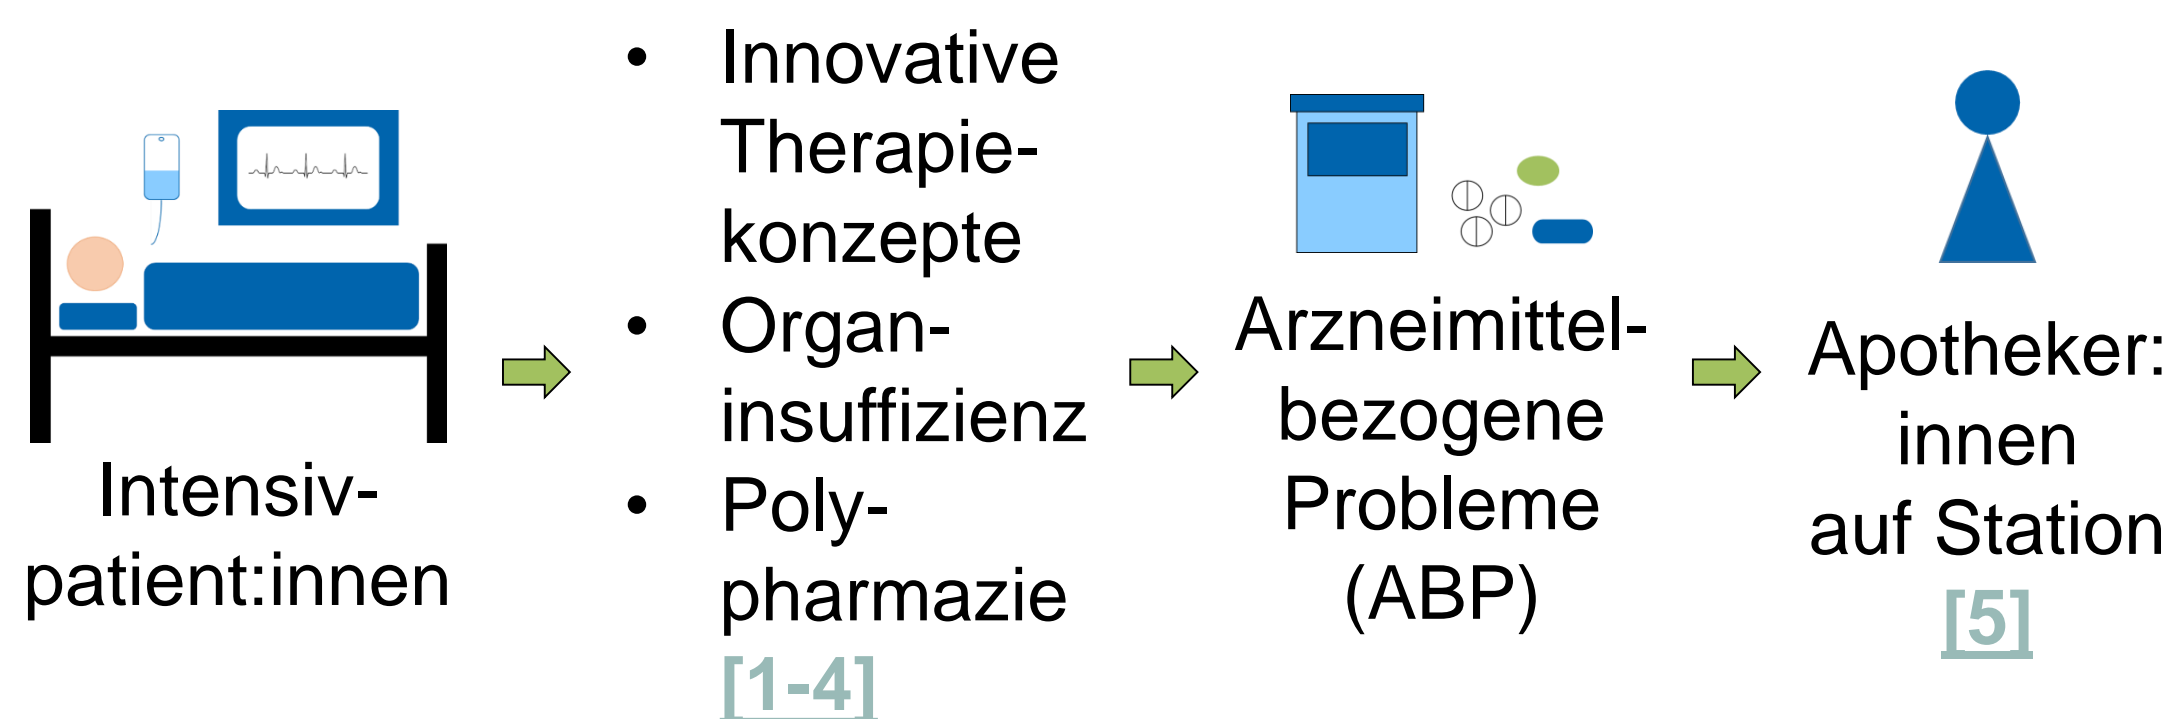 Intensiv-
patient:innen
• Innovative
Therapie-
konzepte
• Organ-
insuffizienz
• Poly-
pharmazie
[1-4]
Arzneimittel-
bezogene
Probleme
(ABP)
Apotheker:
innen
auf Station
[5]